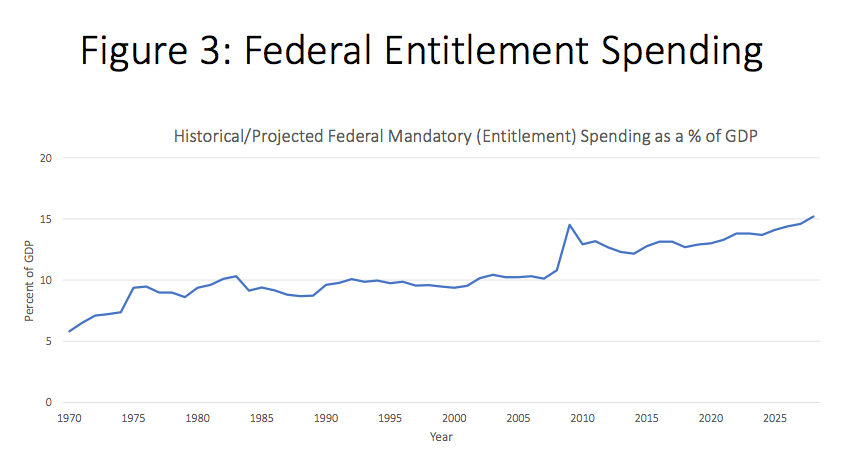 Figure 3: Federal Entitlement Spending
Historical/Projected Federal Mandatory (Entitlement) Spending as a % of GDP
20
15
10
5
0
Percent of GDP
1970 1975 1980 1985 1990 1995 2000 2005 2010 2015 2020 2025
Year